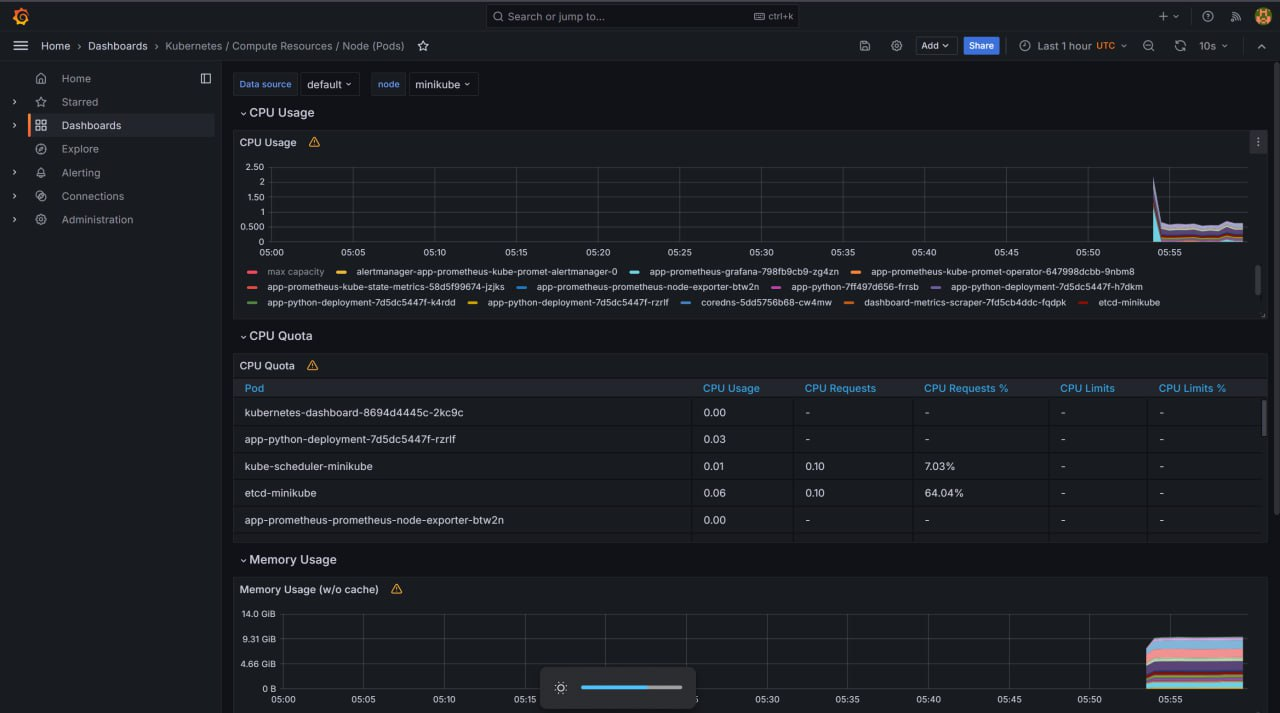 Search or jump to... ctrl+k
Home › Dashboards › Kubernetes / Compute Resources / Node (Pods) Add Share Last 1 hour UTC 10s
Home
Starred
Dashboards
Explore
Alerting
Connections
Administration
Data source default node minikube
CPU Usage
CPU Usage
2.50
2
1.50
1
0.500
0
05:00 05:05 05:10 05:15 05:20 05:25 05:30 05:35 05:40 05:45 05:50 05:55
max capacity alertmanager-app-prometheus-kube-promet-alertmanager-0 app-prometheus-grafana-798fb9cb9-zg4zn app-prometheus-kube-promet-operator-647998dcbb-9nbm8
app-prometheus-kube-state-metrics-58d5f99674-jzjks app-prometheus-prometheus-node-exporter-btw2n app-python-7ff497d656-frrsb app-python-deployment-7d5dc5447f-h7dkm
app-python-deployment-7d5dc5447f-k4rdd app-python-deployment-7d5dc5447f-rzrlf coredns-5dd5756b68-cw4mw dashboard-metrics-scraper-7fd5cb4ddc-fqdpk etcd-minikube
CPU Quota
CPU Quota
Pod CPU Usage CPU Requests CPU Requests % CPU Limits CPU Limits %
kubernetes-dashboard-8694d4445c-2kc9c 0.00 - - - -
app-python-deployment-7d5dc5447f-rzrlf 0.03 - - - -
kube-scheduler-minikube 0.01 0.10 7.03% - -
etcd-minikube 0.06 0.10 64.04% - -
app-prometheus-prometheus-node-exporter-btw2n 0.00 - - - -
Memory Usage
Memory Usage (w/o cache)
14.0 GiB
9.31 GiB
4.66 GiB
0 B
05:00 05:05 05:10 05:15 05:30 05:35 05:40 05:45 05:50 05:55